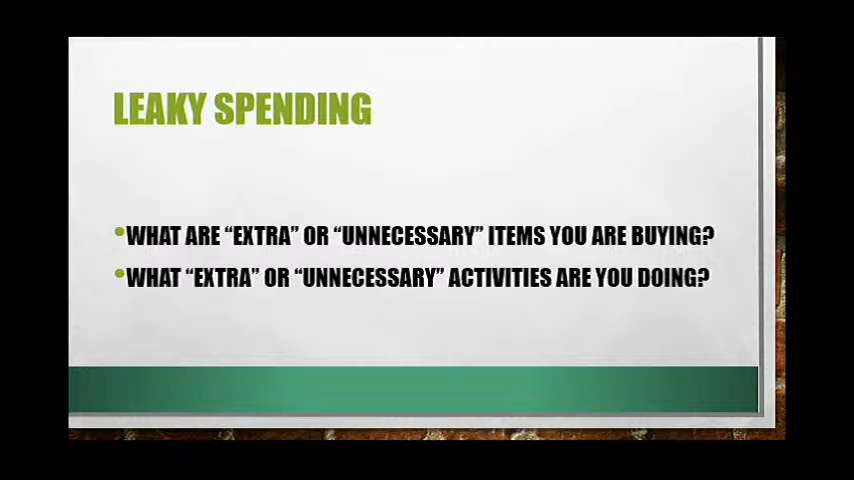 LEAKY SPENDING
•WHAT ARE “EXTRA” OR “UNNECESSARY” ITEMS YOU ARE BUYING?
•WHAT “EXTRA” OR “UNNECESSARY” ACTIVITIES ARE YOU DOING?